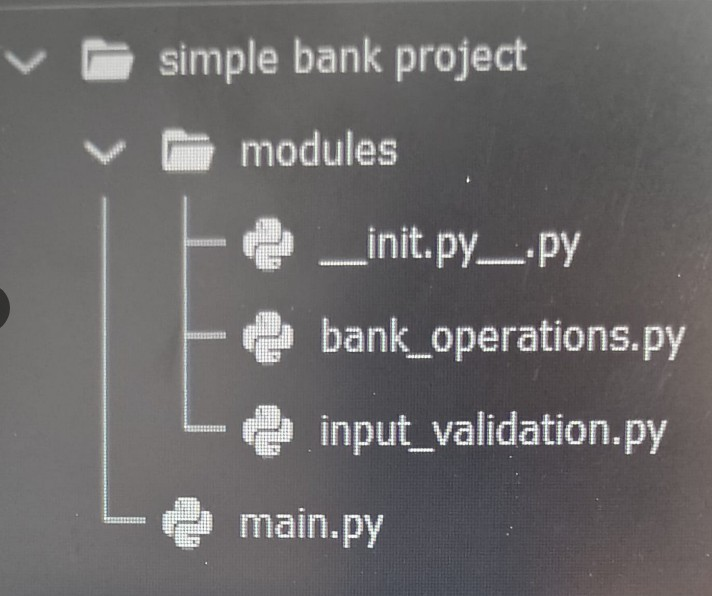 simple bank project
modules
__init.py__.py
bank_operations.py
input_validation.py
main.py